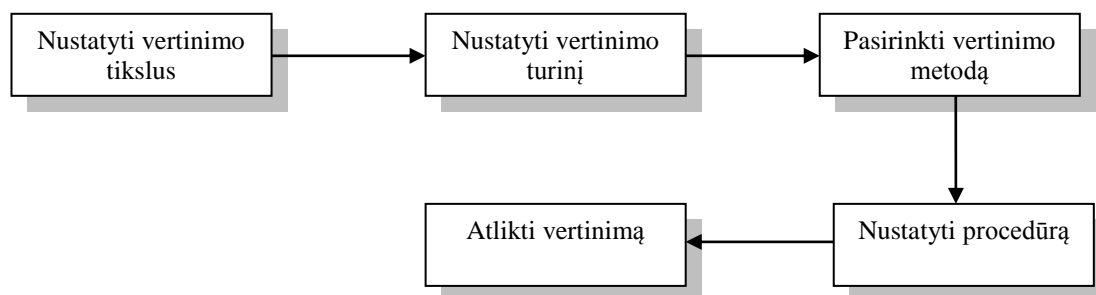 Nustatyti vertinimo
tikslus
Nustatyti vertinimo
turinį
Pasirinkti vertinimo
metodą
Nustatyti procedūrą
Atlikti vertinimą